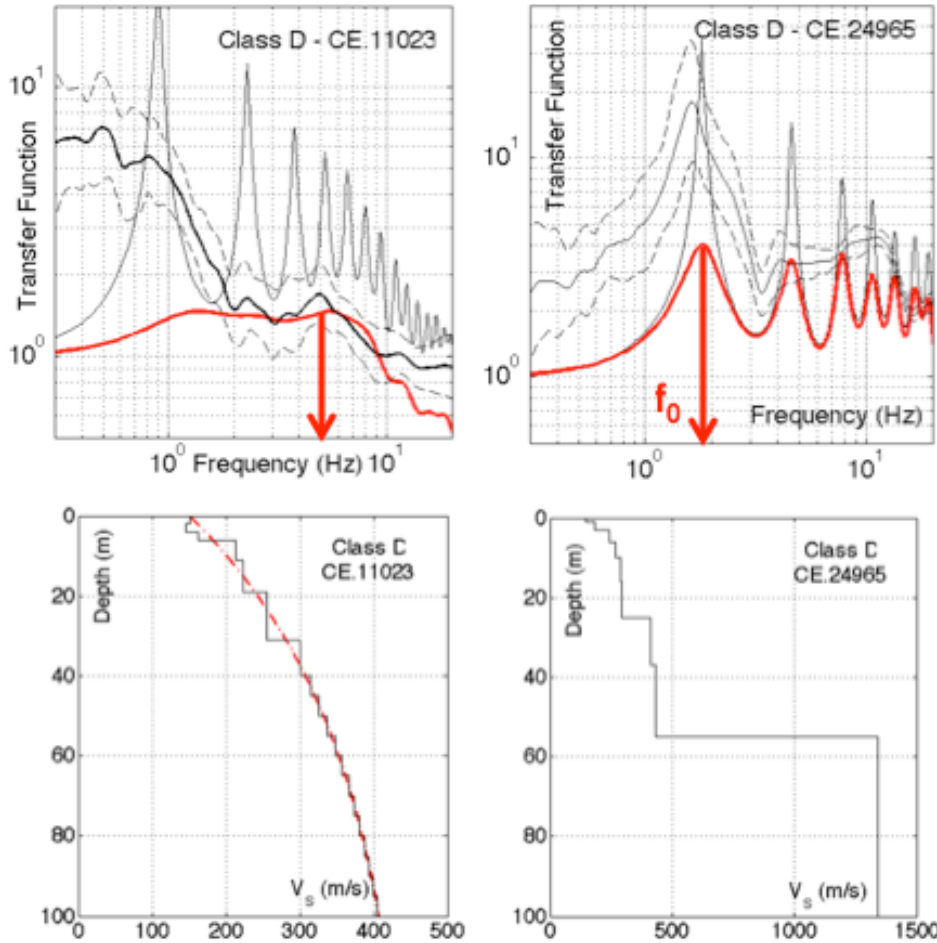 Class D - CE.11023
Transfer Function
10^1
10^0
10^0 Frequency (Hz) 10^1
Class D - CE.24965
Transfer Function
10^1
10^0
f_0
Frequency (Hz)
10^0
10^1
0
20
40
60
80
100
Depth (m)
Class D
CE.11023
V_S (m/s)
0 100 200 300 400 500
0
20
40
60
80
100
Depth (m)
Class D
CE.24965
V_S (m/s)
0 500 1000 1500